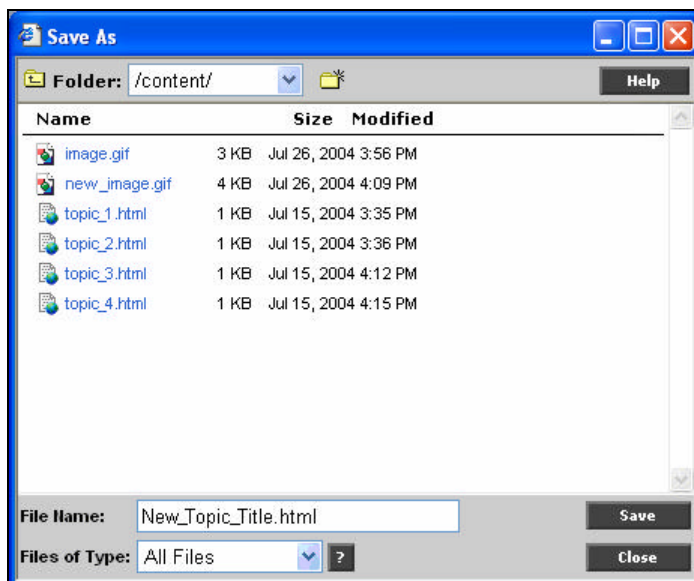 Save As
Folder: /content/ Help
Name Size Modified
image.gif 3 KB Jul 26, 2004 3:56 PM
new_image.gif 4 KB Jul 26, 2004 4:09 PM
topic_1.html 1 KB Jul 15, 2004 3:35 PM
topic_2.html 1 KB Jul 15, 2004 3:36 PM
topic_3.html 1 KB Jul 15, 2004 4:12 PM
topic_4.html 1 KB Jul 15, 2004 4:15 PM
File Name: New_Topic_Title.html Save
Files of Type: All Files ? Close